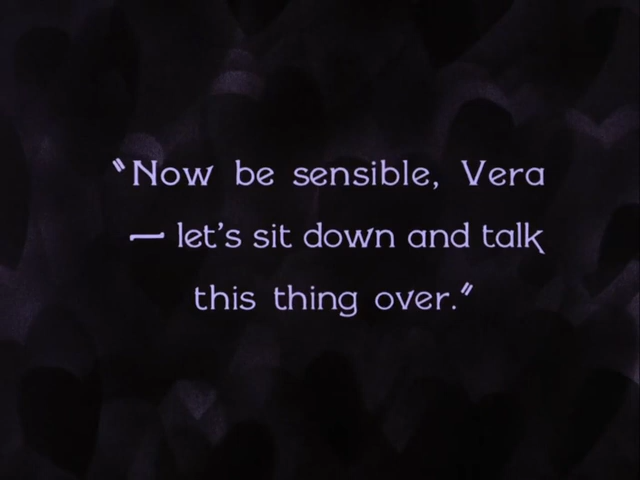 "Now be sensible, Vera
— let's sit down and talk
this thing over."